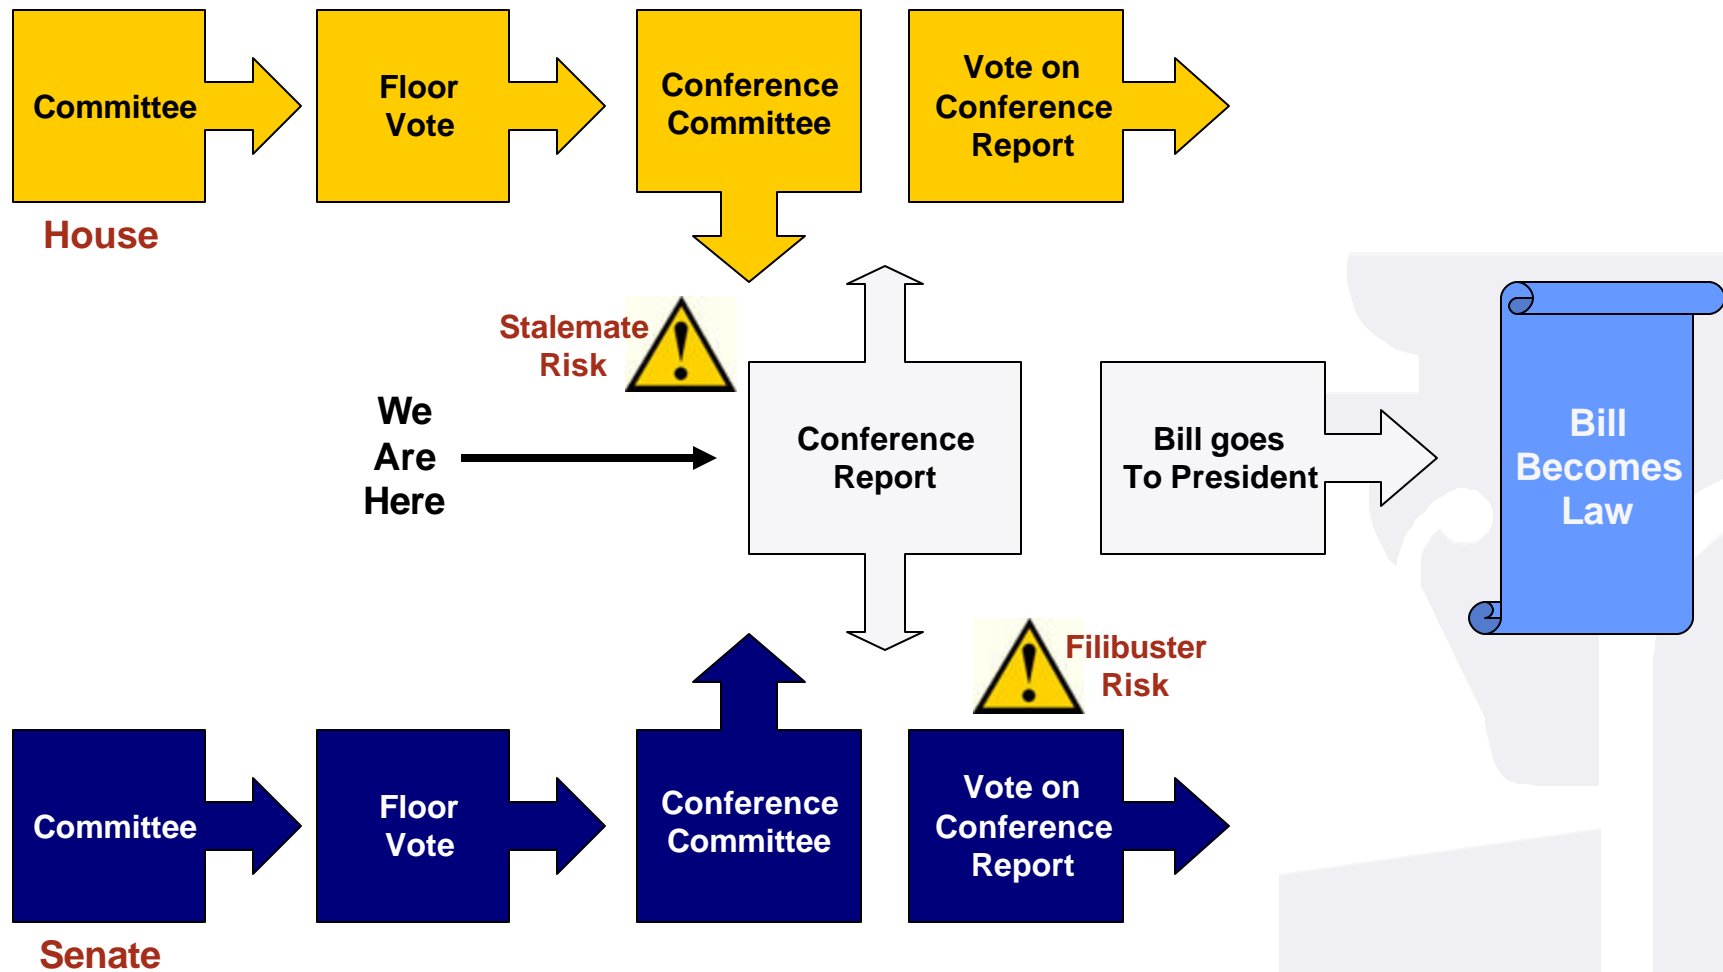 Committee
Floor
Vote
Conference
Committee
Vote on
Conference
Report
House
Stalemate
Risk
We
Are
Here
Conference
Report
Bill goes
To President
Bill
Becomes
Law
Filibuster
Risk
Committee
Floor
Vote
Conference
Committee
Vote on
Conference
Report
Senate